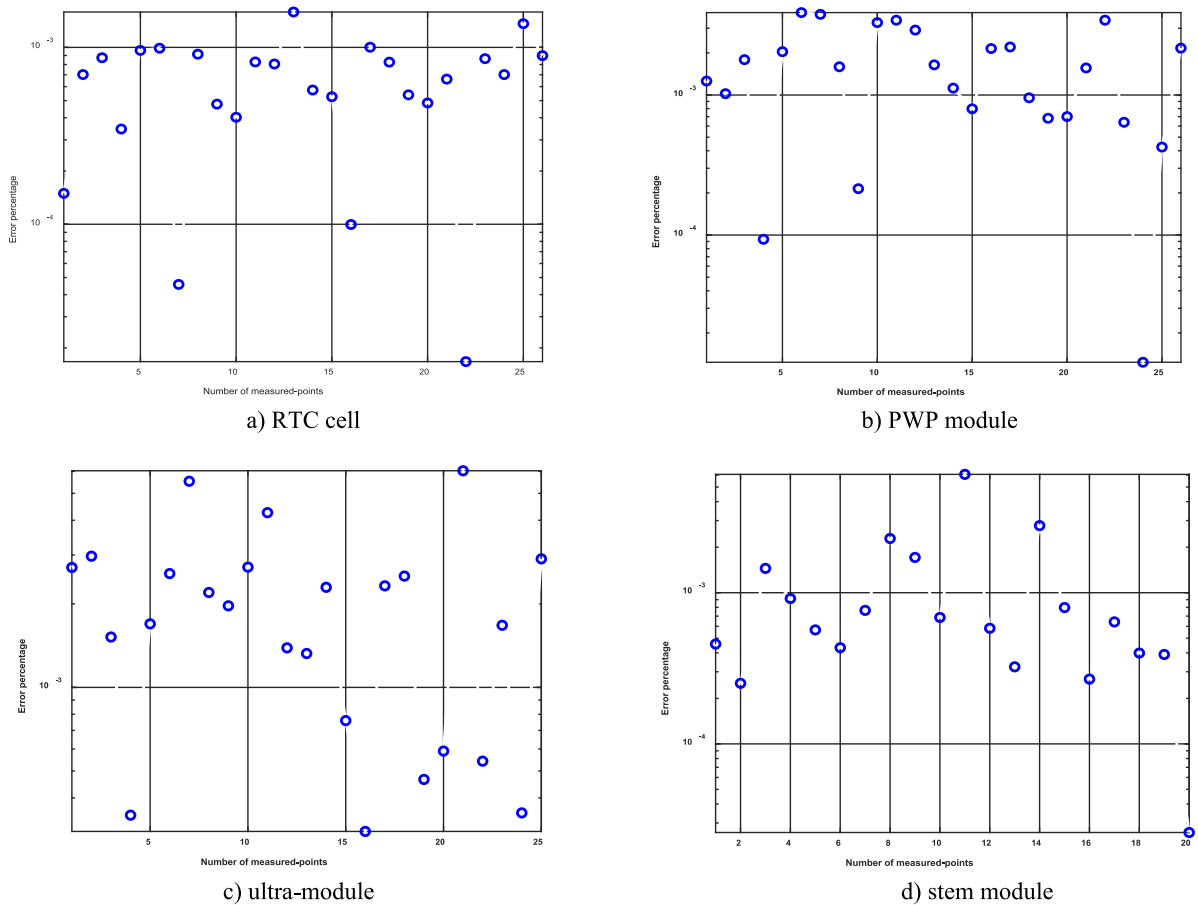 10 -3
10 -4
Error percentage
5 10 15 20 25
Number of measured-points
a) RTC cell
10 -3
10 -4
Error percentage
5 10 15 20 25
Number of measured-points
b) PWP module
10 -3
Error percentage
5 10 15 20 25
Number of measured-points
c) ultra-module
10 -3
10 -4
Error percentage
2 4 6 8 10 12 14 16 18 20
Number of measured-points
d) stem module